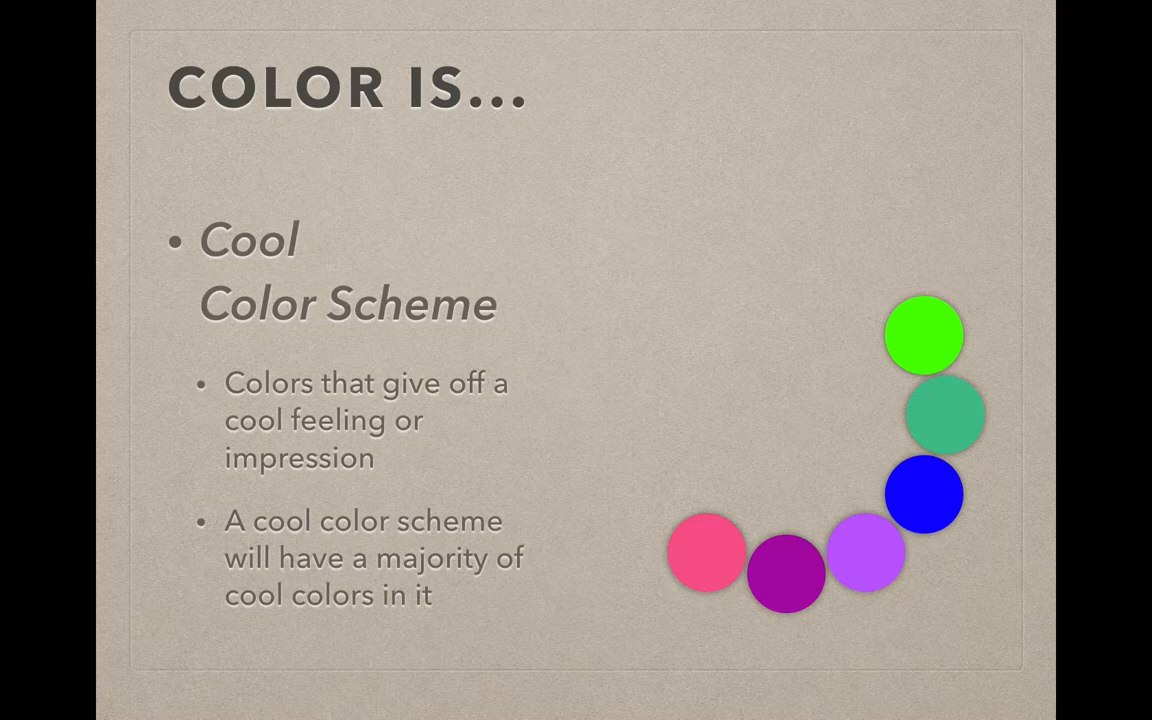 COLOR IS...
• Cool
Color Scheme
• Colors that give off a
cool feeling or
impression
• A cool color scheme
will have a majority of
cool colors in it